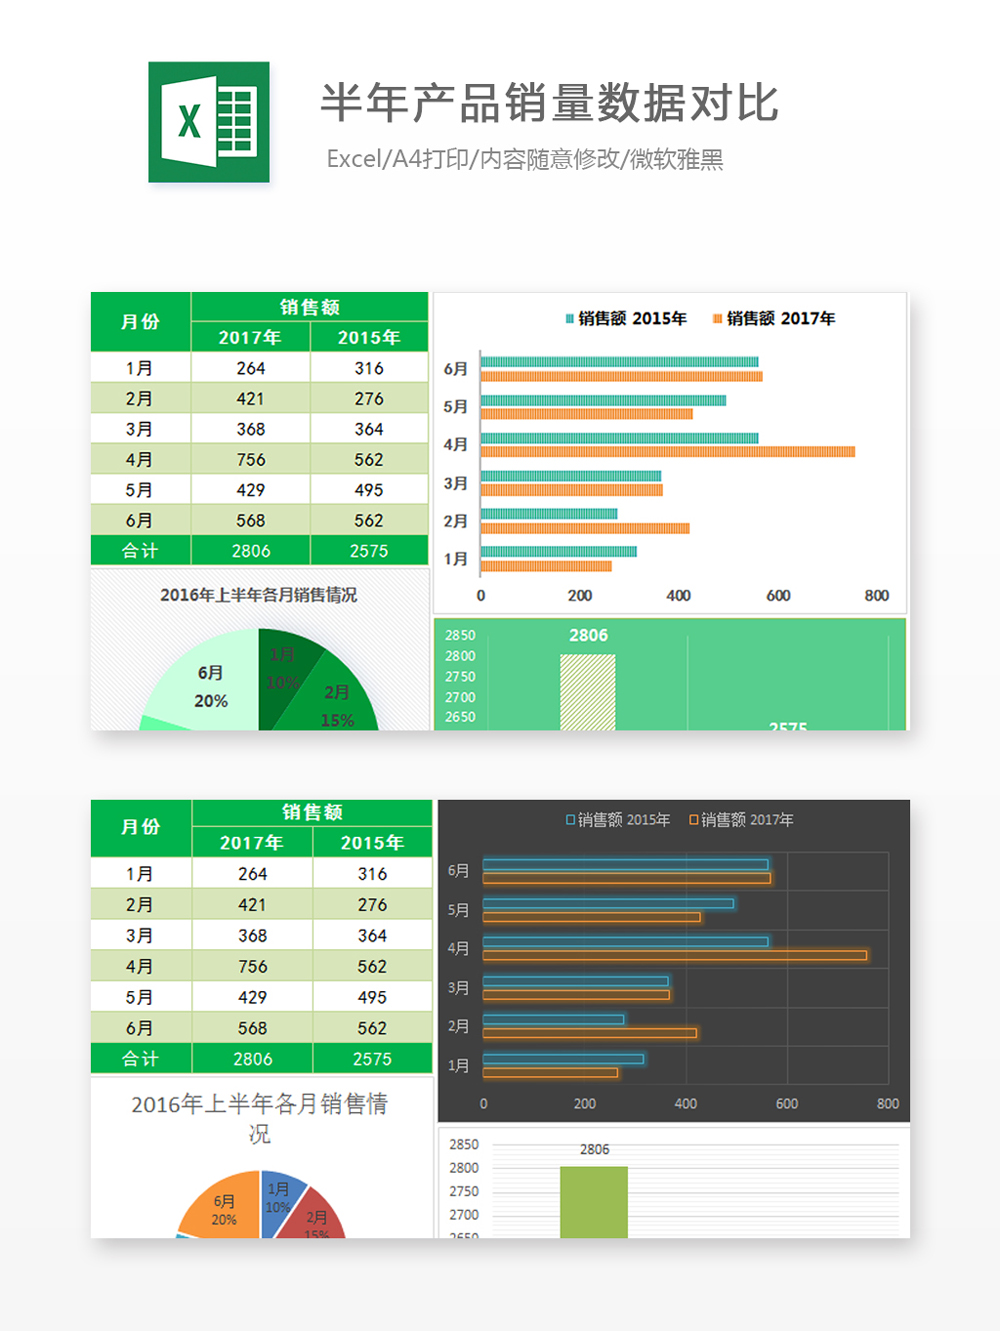 X
半年产品销量数据对比
Excel/A4打印/内容随意修改/微软雅黑
月份 销售额
2017年 2015年
1月 264 316
2月 421 276
3月 368 364
4月 756 562
5月 429 495
6月 568 562
合计 2806 2575
销售额 2015年 销售额 2017年
6月
5月
4月
3月
2月
1月
0 200 400 600 800
2016年上半年各月销售情况
6月
20%
1月
10%
2月
15%
2850
2800
2750
2700
2650
2806
2575
月份 销售额
2017年 2015年
1月 264 316
2月 421 276
3月 368 364
4月 756 562
5月 429 495
6月 568 562
合计 2806 2575
销售额 2015年 销售额 2017年
6月
5月
4月
3月
2月
1月
0 200 400 600 800
2016年上半年各月销售情
况
6月
20%
1月
10%
2月
15%
2850
2800
2750
2700
2650
2806